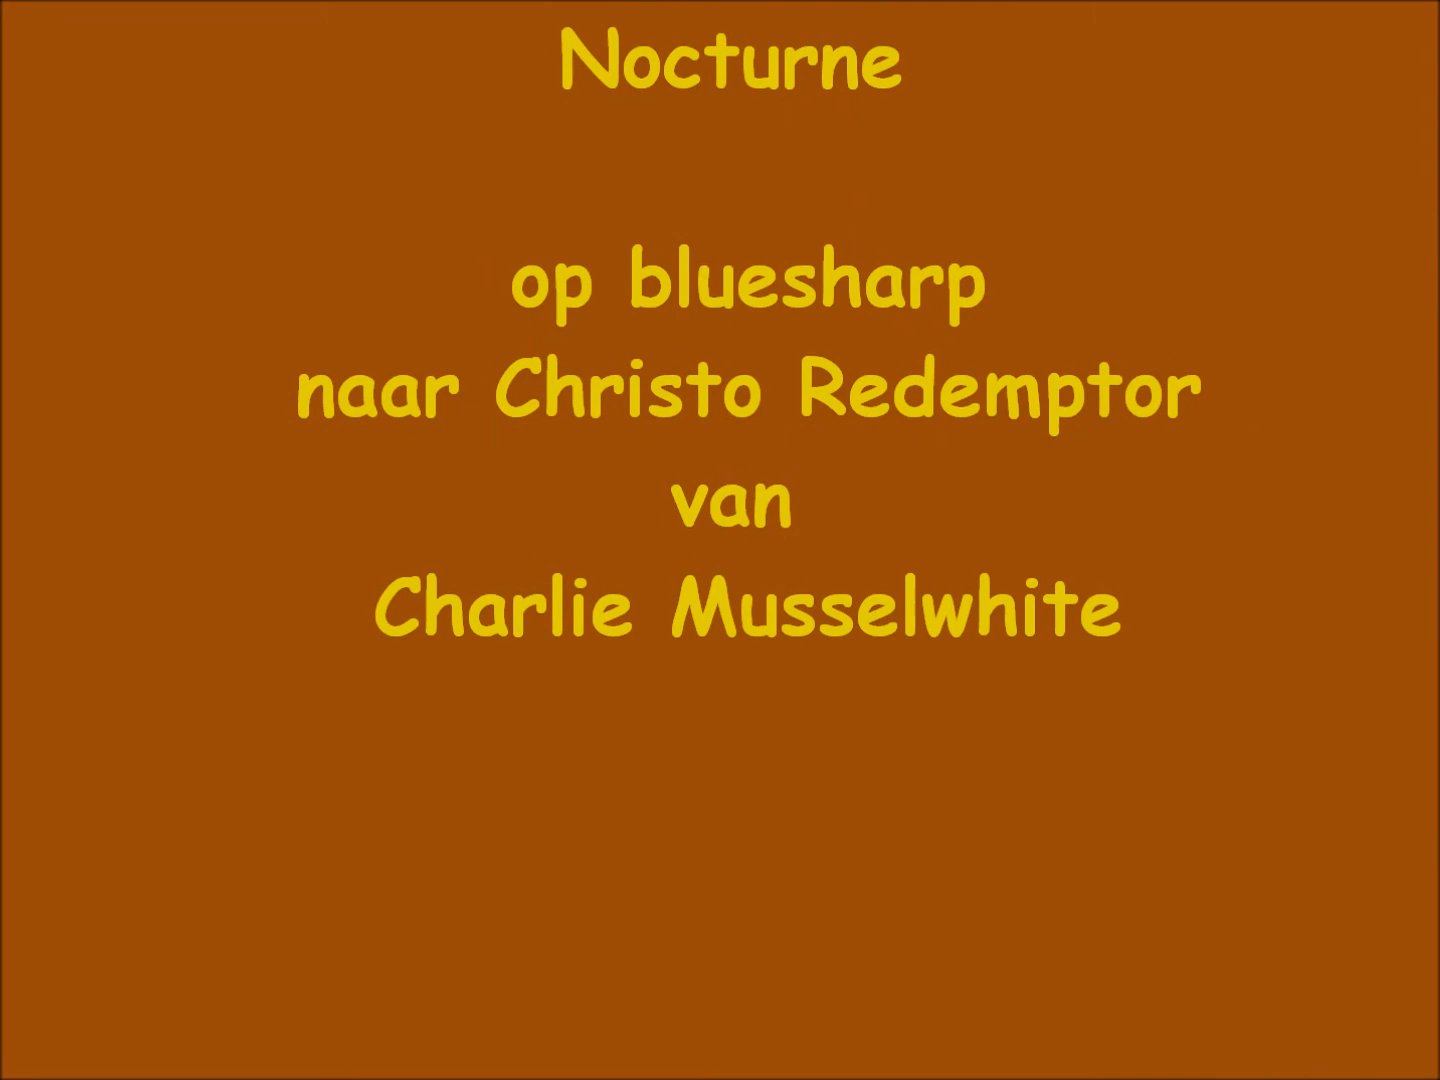 Nocturne
op bluesharp
naar Christo Redemptor
van
Charlie Musselwhite